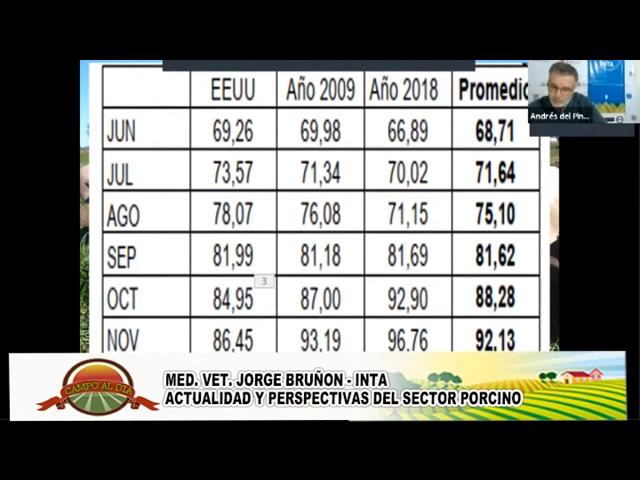 EEUU Año 2009 Año 2018 Promedio
JUN 69,26 69,98 66,89 68,71
JUL 73,57 71,34 70,02 71,64
AGO 78,07 76,08 71,15 75,10
SEP 81,99 81,18 81,69 81,62
OCT 84,95 87,00 92,90 88,28
NOV 86,45 93,19 96,76 92,13
3
INTA
Andrés del Pin...
CAMPO AL DIA
MED. VET. JORGE BRUÑON - INTA
ACTUALIDAD Y PERSPECTIVAS DEL SECTOR PORCINO